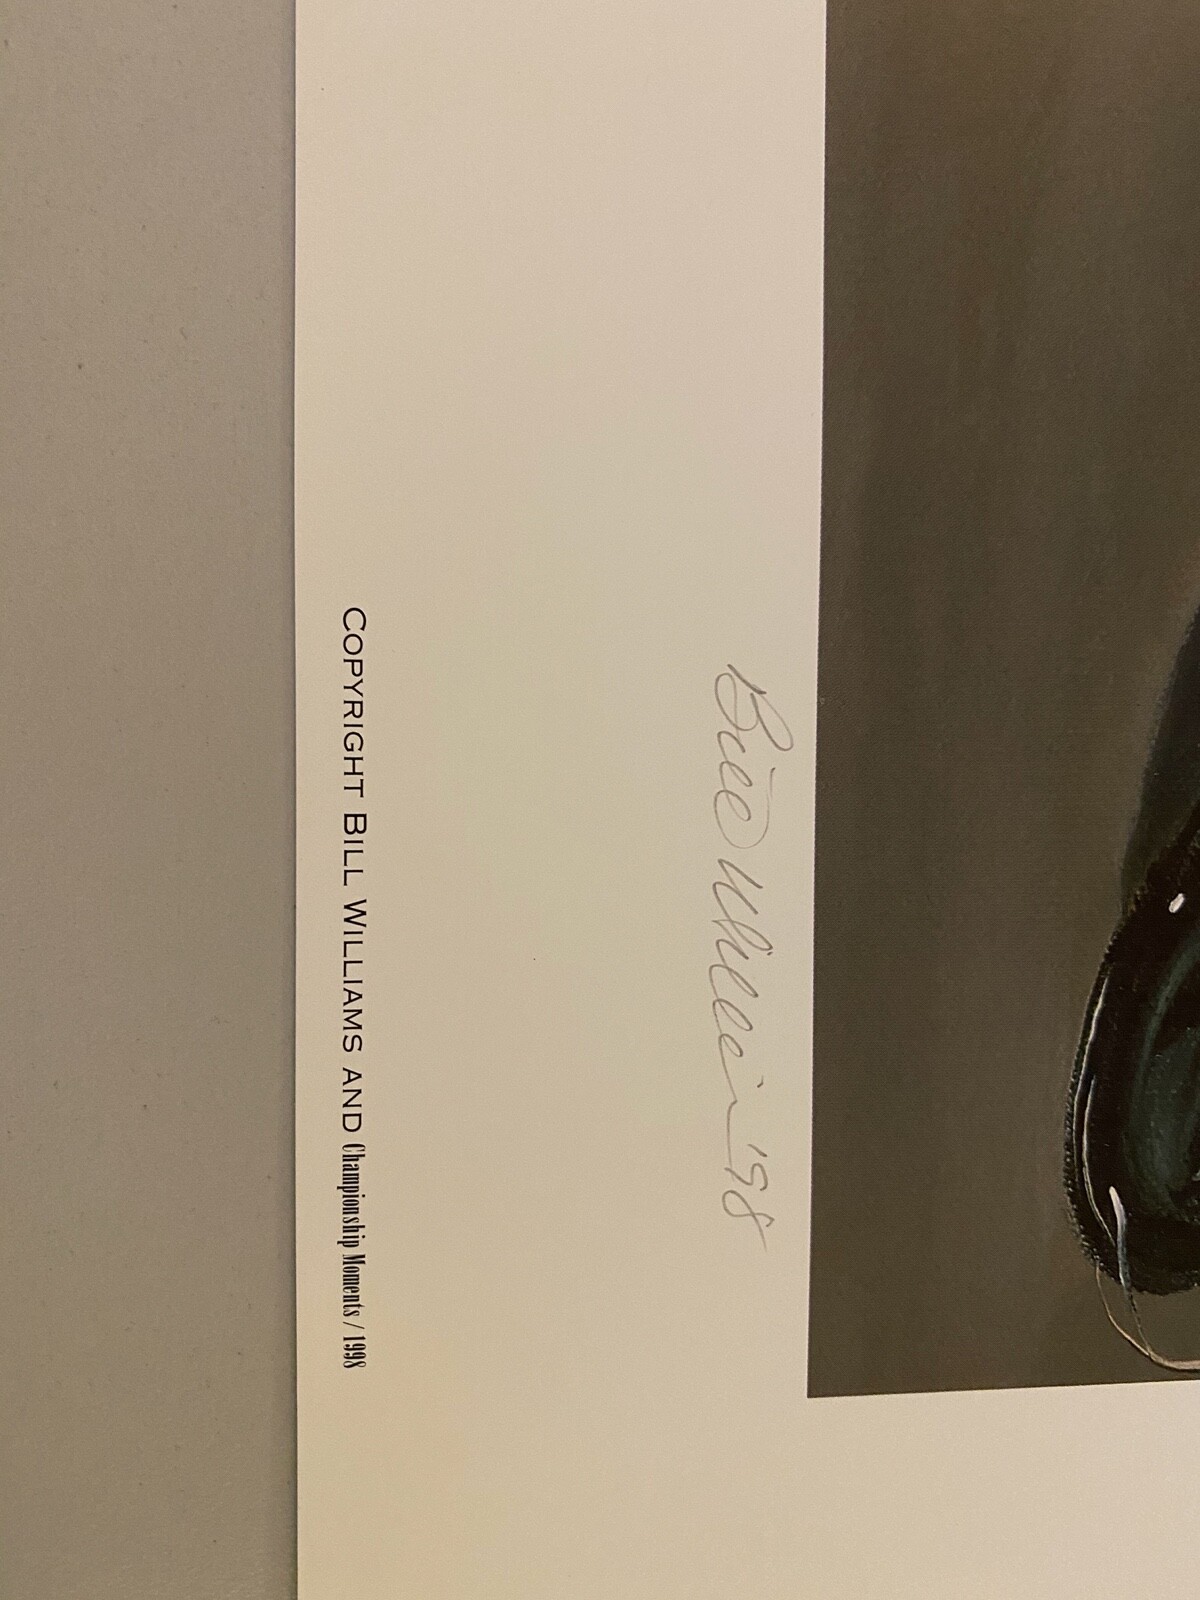 Bill Williams '98
COPYRIGHT BILL WILLIAMS AND Championship Moments / 1998